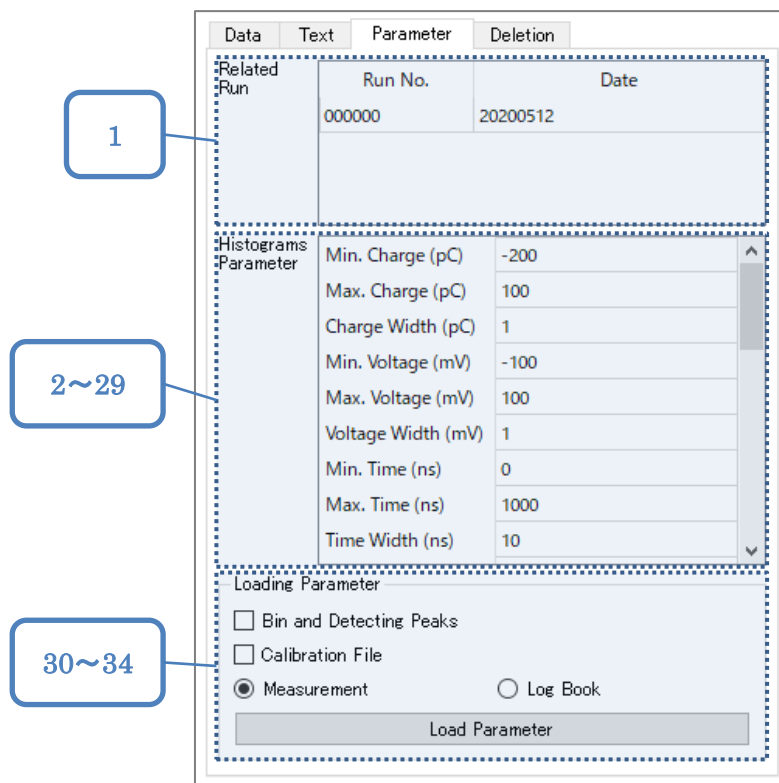 Data Text Parameter Deletion
Related
Run
Run No. Date
000000 20200512
1
Histograms
Parameter
Min. Charge (pC) -200
Max. Charge (pC) 100
Charge Width (pC) 1
Min. Voltage (mV) -100
Max. Voltage (mV) 100
Voltage Width (mV) 1
Min. Time (ns) 0
Max. Time (ns) 1000
Time Width (ns) 10
2～29
Loading Parameter
Bin and Detecting Peaks
Calibration File
Measurement Log Book
Load Parameter
30～34